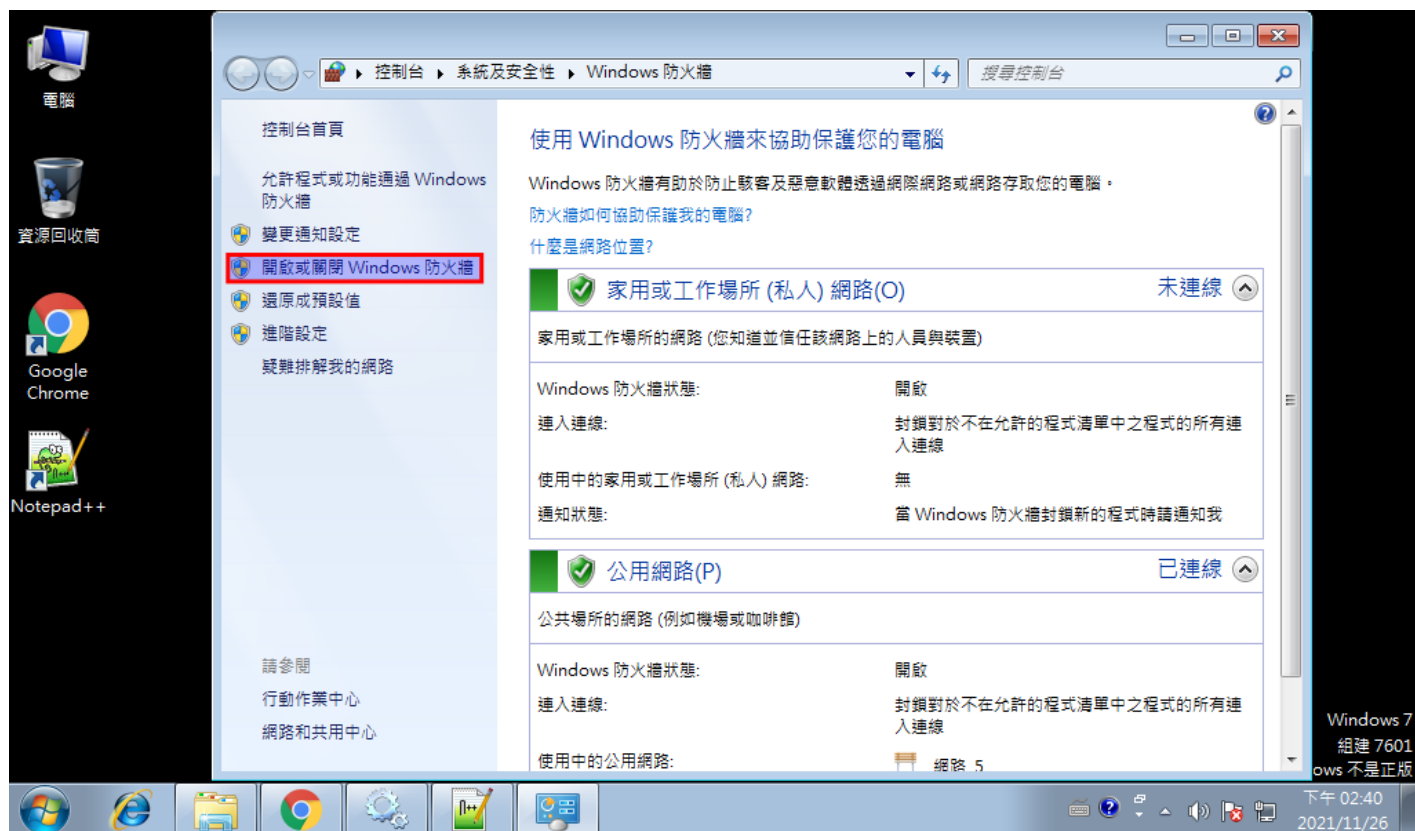 電腦
資源回收筒
Google
Chrome
Notepad++
控制台 ▸ 系統及安全性 ▸ Windows 防火牆
搜尋控制台
控制台首頁
允許程式或功能通過 Windows
防火牆
變更通知設定
開啟或關閉 Windows 防火牆
還原成預設值
進階設定
疑難排解我的網路
請參閱
行動作業中心
網路和共用中心
使用 Windows 防火牆來協助保護您的電腦
Windows 防火牆有助於防止駭客及惡意軟體透過網際網路或網路存取您的電腦。
防火牆如何協助保護我的電腦?
什麼是網路位置?
家用或工作場所 (私人) 網路(O) 未連線
家用或工作場所的網路 (您知道並信任該網路上的人員與裝置)
Windows 防火牆狀態: 開啟
連入連線: 封鎖對於不在允許的程式清單中之程式的所有連
入連線
使用中的家用或工作場所 (私人) 網路: 無
通知狀態: 當 Windows 防火牆封鎖新的程式時請通知我
公用網路(P) 已連線
公共場所的網路 (例如機場或咖啡館)
Windows 防火牆狀態: 開啟
連入連線: 封鎖對於不在允許的程式清單中之程式的所有連
入連線
使用中的公用網路: 網路 5
Windows 7
組建 7601
ows 不是正版
下午 02:40
2021/11/26